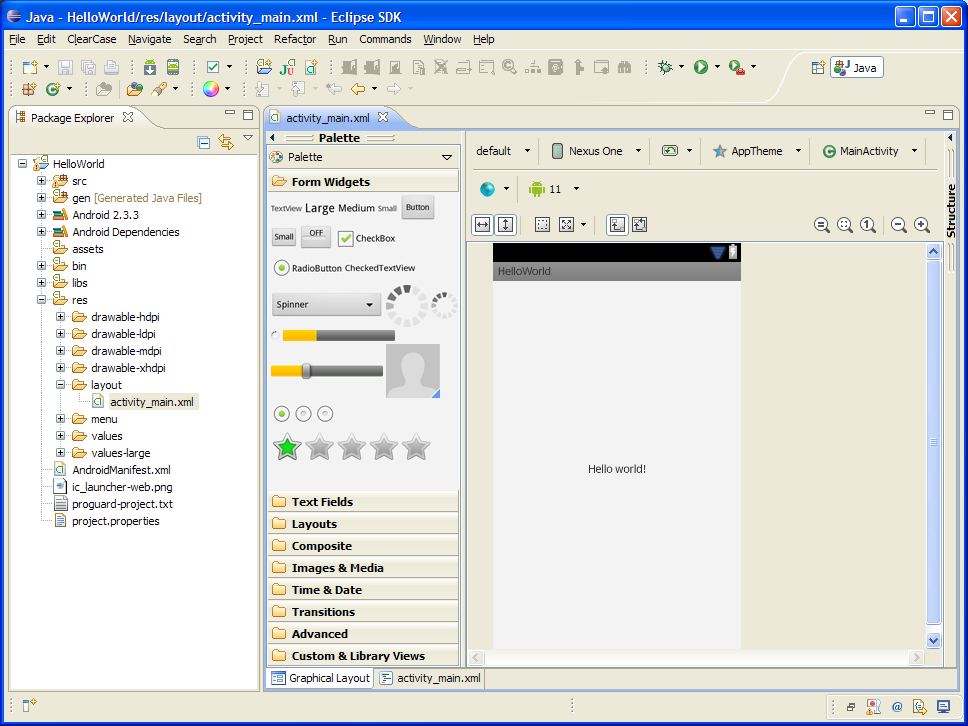 Java - HelloWorld/res/layout/activity_main.xml - Eclipse SDK
File Edit ClearCase Navigate Search Project Refactor Run Commands Window Help
Java
Package Explorer
HelloWorld
src
gen [Generated Java Files]
Android 2.3.3
Android Dependencies
assets
bin
libs
res
drawable-hdpi
drawable-ldpi
drawable-mdpi
drawable-xhdpi
layout
activity_main.xml
menu
values
values-large
AndroidManifest.xml
ic_launcher-web.png
proguard-project.txt
project.properties
activity_main.xml
Palette
Palette
Form Widgets
TextView Large Medium Small Button
Small OFF CheckBox
RadioButton CheckedTextView
Spinner
Text Fields
Layouts
Composite
Images & Media
Time & Date
Transitions
Advanced
Custom & Library Views
default Nexus One AppTheme MainActivity
11
1
HelloWorld
Hello world!
Structure
Graphical Layout activity_main.xml